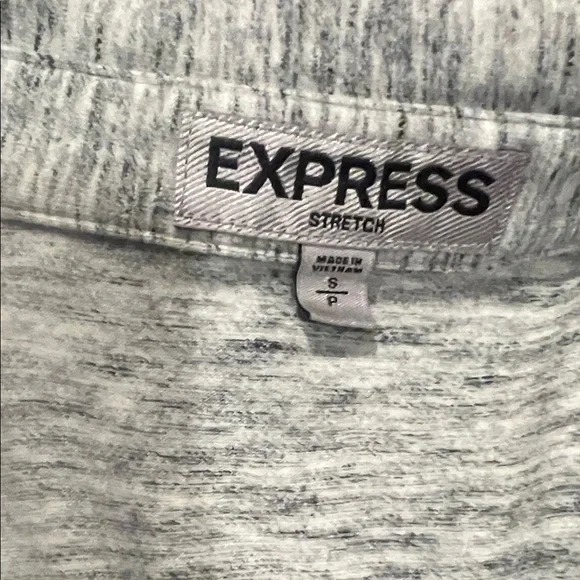 EXPRESS
STRETCH
MADE IN
VIETNAM
S
P